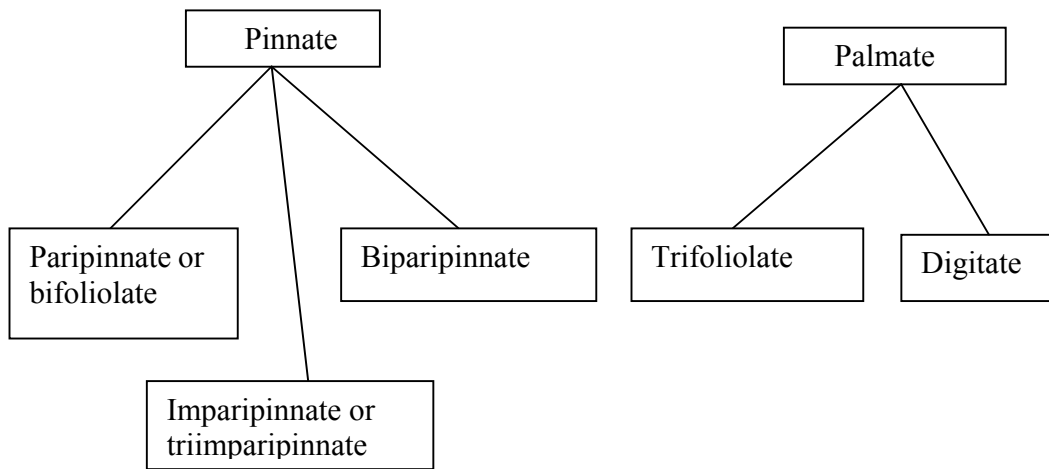 Pinnate
Palmate
Paripinnate or
bifoliolate
Biparipinnate
Trifoliolate
Digitate
Imparipinnate or
triimparipinnate